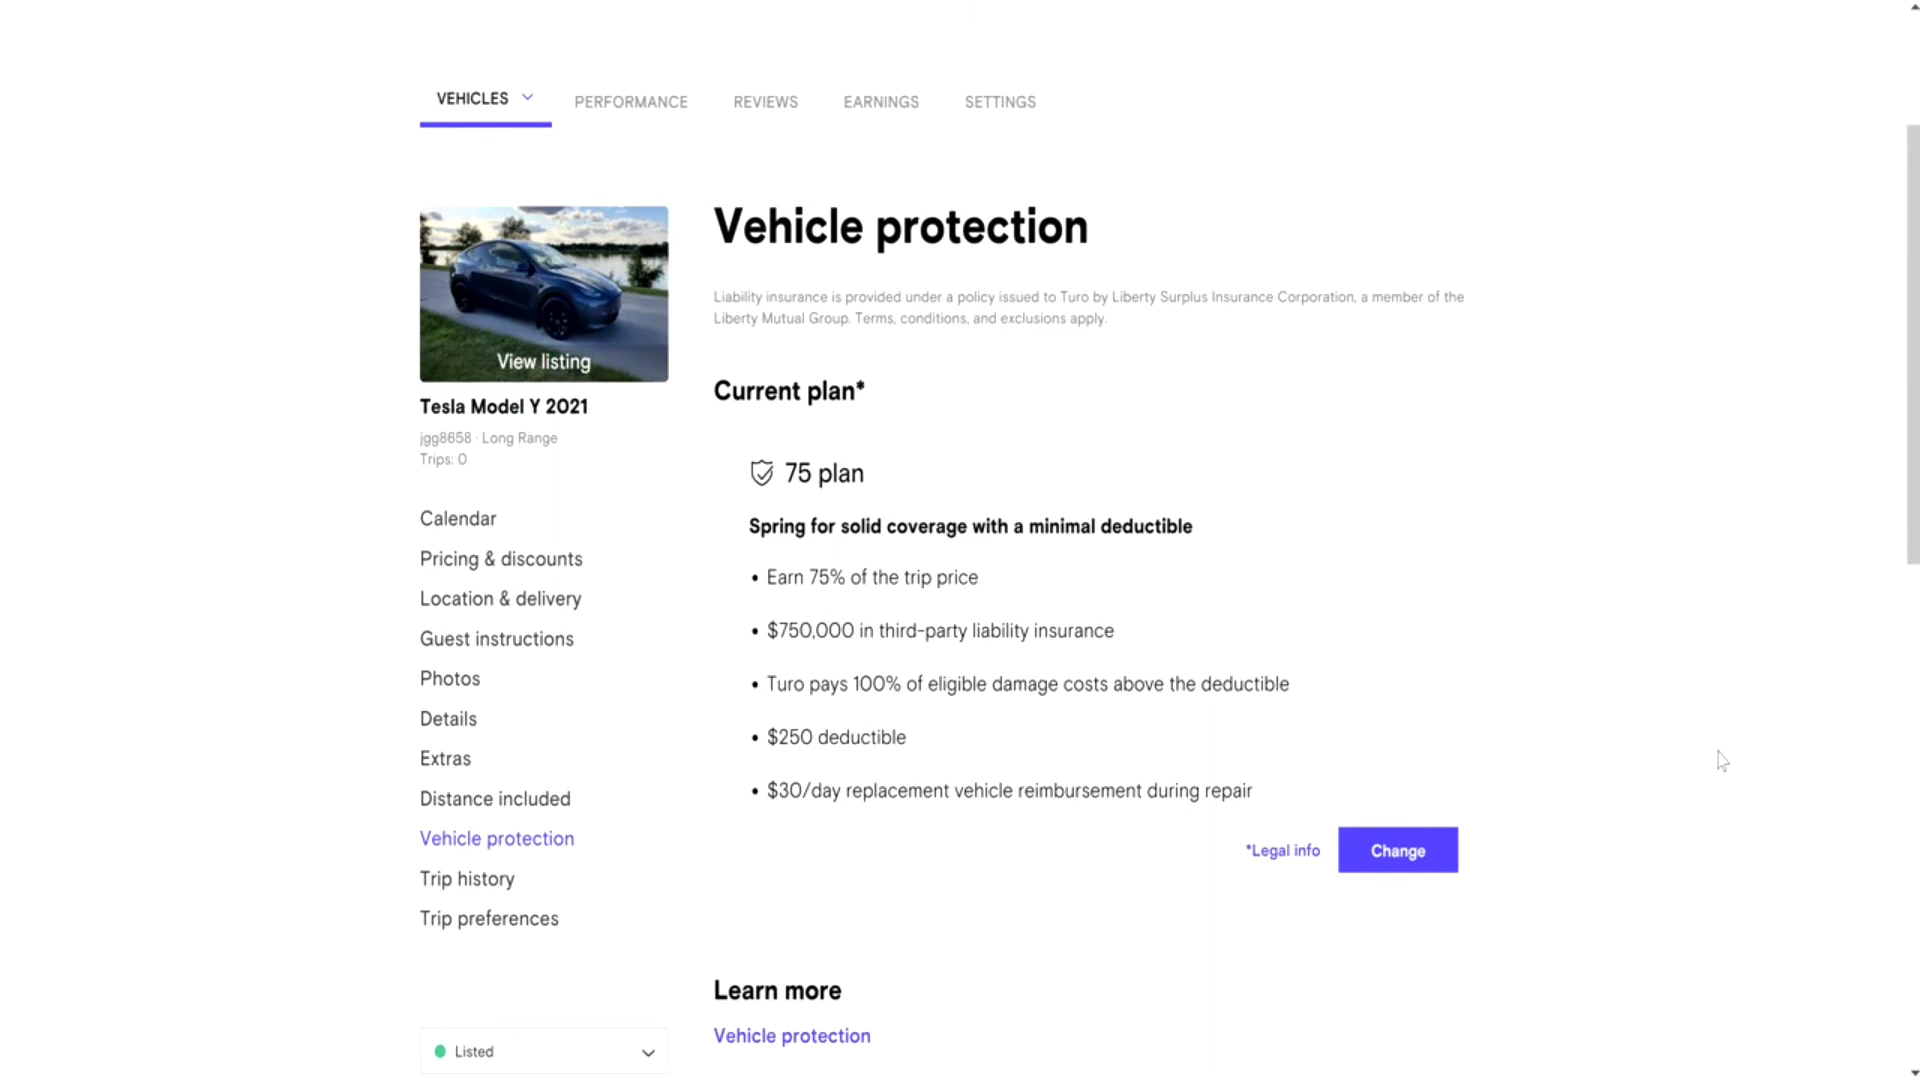 VEHICLES
PERFORMANCE
REVIEWS
EARNINGS
SETTINGS
View listing
Tesla Model Y 2021
jgg8658 · Long Range
Trips: 0
Calendar
Pricing & discounts
Location & delivery
Guest instructions
Photos
Details
Extras
Distance included
Vehicle protection
Trip history
Trip preferences
Listed
Vehicle protection
Liability insurance is provided under a policy issued to Turo by Liberty Surplus Insurance Corporation, a member of the
Liberty Mutual Group. Terms, conditions, and exclusions apply.
Current plan*
75 plan
Spring for solid coverage with a minimal deductible
• Earn 75% of the trip price
• $750,000 in third-party liability insurance
• Turo pays 100% of eligible damage costs above the deductible
• $250 deductible
• $30/day replacement vehicle reimbursement during repair
*Legal info
Change
Learn more
Vehicle protection